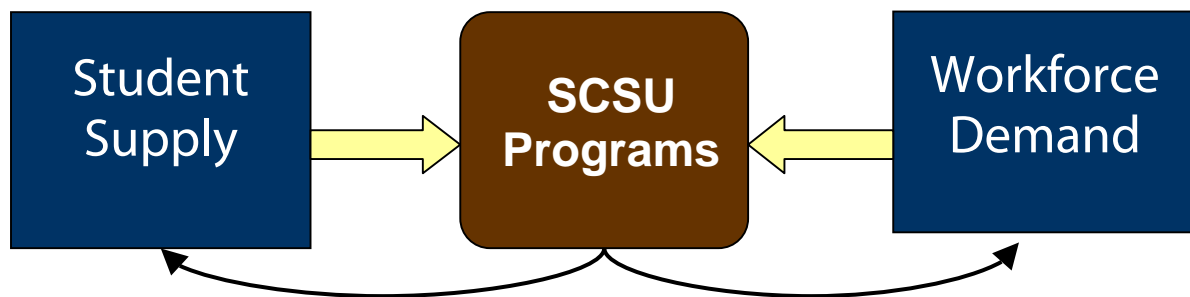 Student
Supply
SCSU
Programs
Workforce
Demand